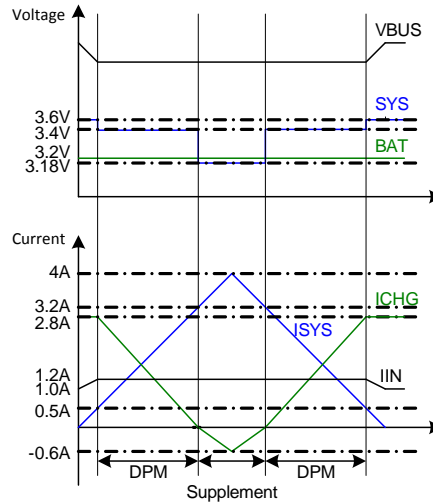 Voltage
VBUS
SYS
3.6V
3.4V
BAT
3.2V
3.18V
Current
4A
3.2A
ICHG
2.8A
ISYS
1.2A
IIN
1.0A
0.5A
-0.6A
DPM
DPM
Supplement